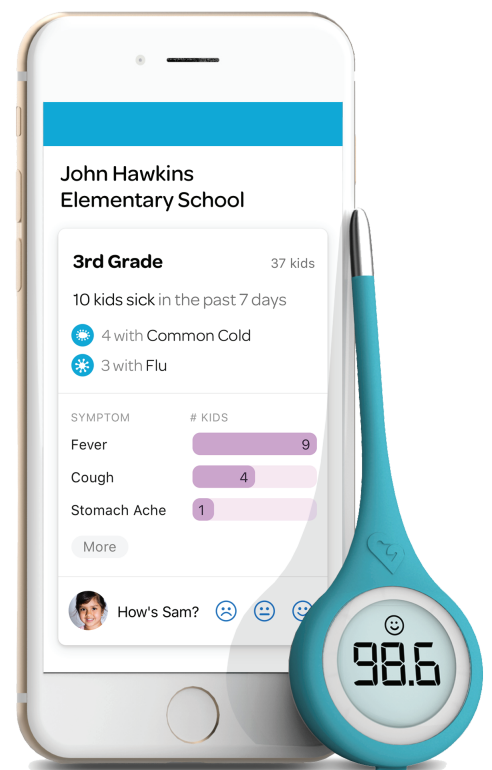 John Hawkins
Elementary School
3rd Grade
37 kids
10 kids sick in the past 7 days
4 with Common Cold
3 with Flu
SYMPTOM # KIDS
Fever 9
Cough 4
Stomach Ache 1
More
How's Sam?
98.6